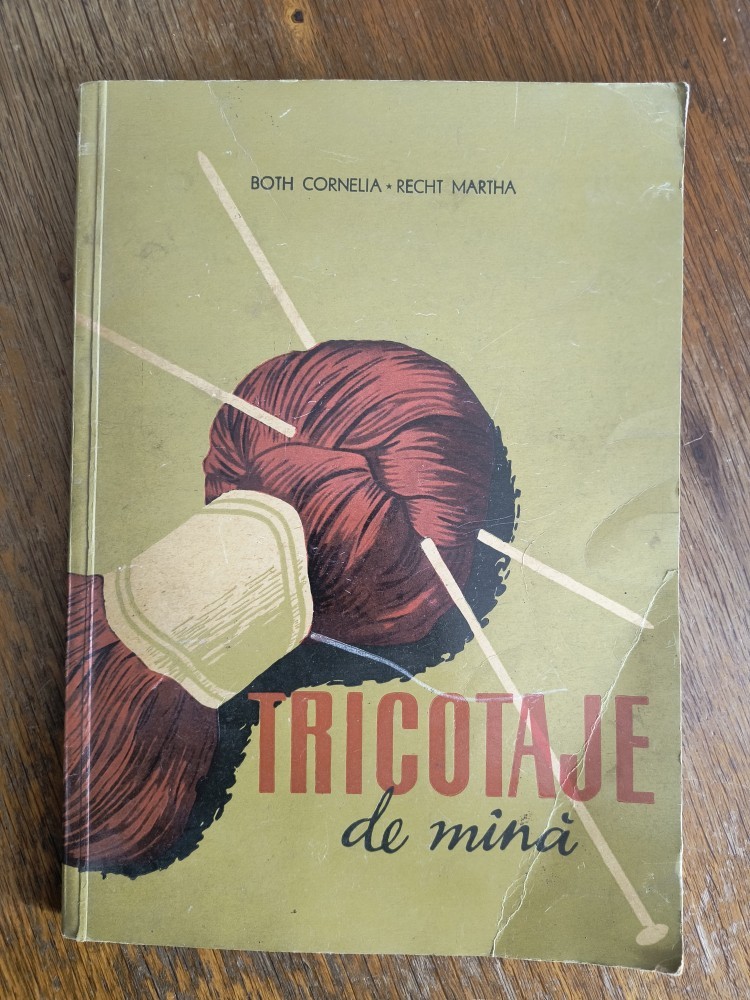 BOTH CORNELIA * RECHT MARTHA
TRICOTAJE
de mînă